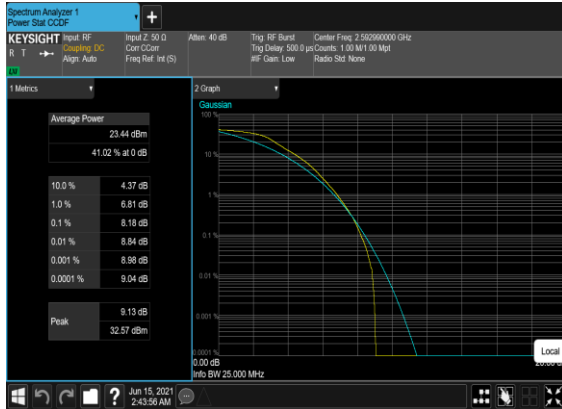 Spectrum Analyzer 1
Power Stat CCDF
+
KEYSIGHT
R T
LV
Input: RF
Coupling: DC
Align: Auto
Input Z: 50 Ω
Corr CCorr
Freq Ref: Int (S)
Atten: 40 dB
Trig: RF Burst
Trig Delay: 500.0 µs
#IF Gain: Low
Center Freq: 2.592990000 GHz
Counts: 1.00 M/1.00 Mpt
Radio Std: None
1 Metrics
Average Power
23.44 dBm
41.02 % at 0 dB
10.0 % 4.37 dB
1.0 % 6.81 dB
0.1 % 8.18 dB
0.01 % 8.84 dB
0.001 % 8.98 dB
0.0001 % 9.04 dB
Peak
9.13 dB
32.57 dBm
2 Graph
Gaussian
100 %
10 %
1 %
0.1 %
0.01 %
0.001 %
0.0001 %
0.00 dB
Info BW 25.000 MHz
Local
?
Jun 15, 2021
2:43:56 AM